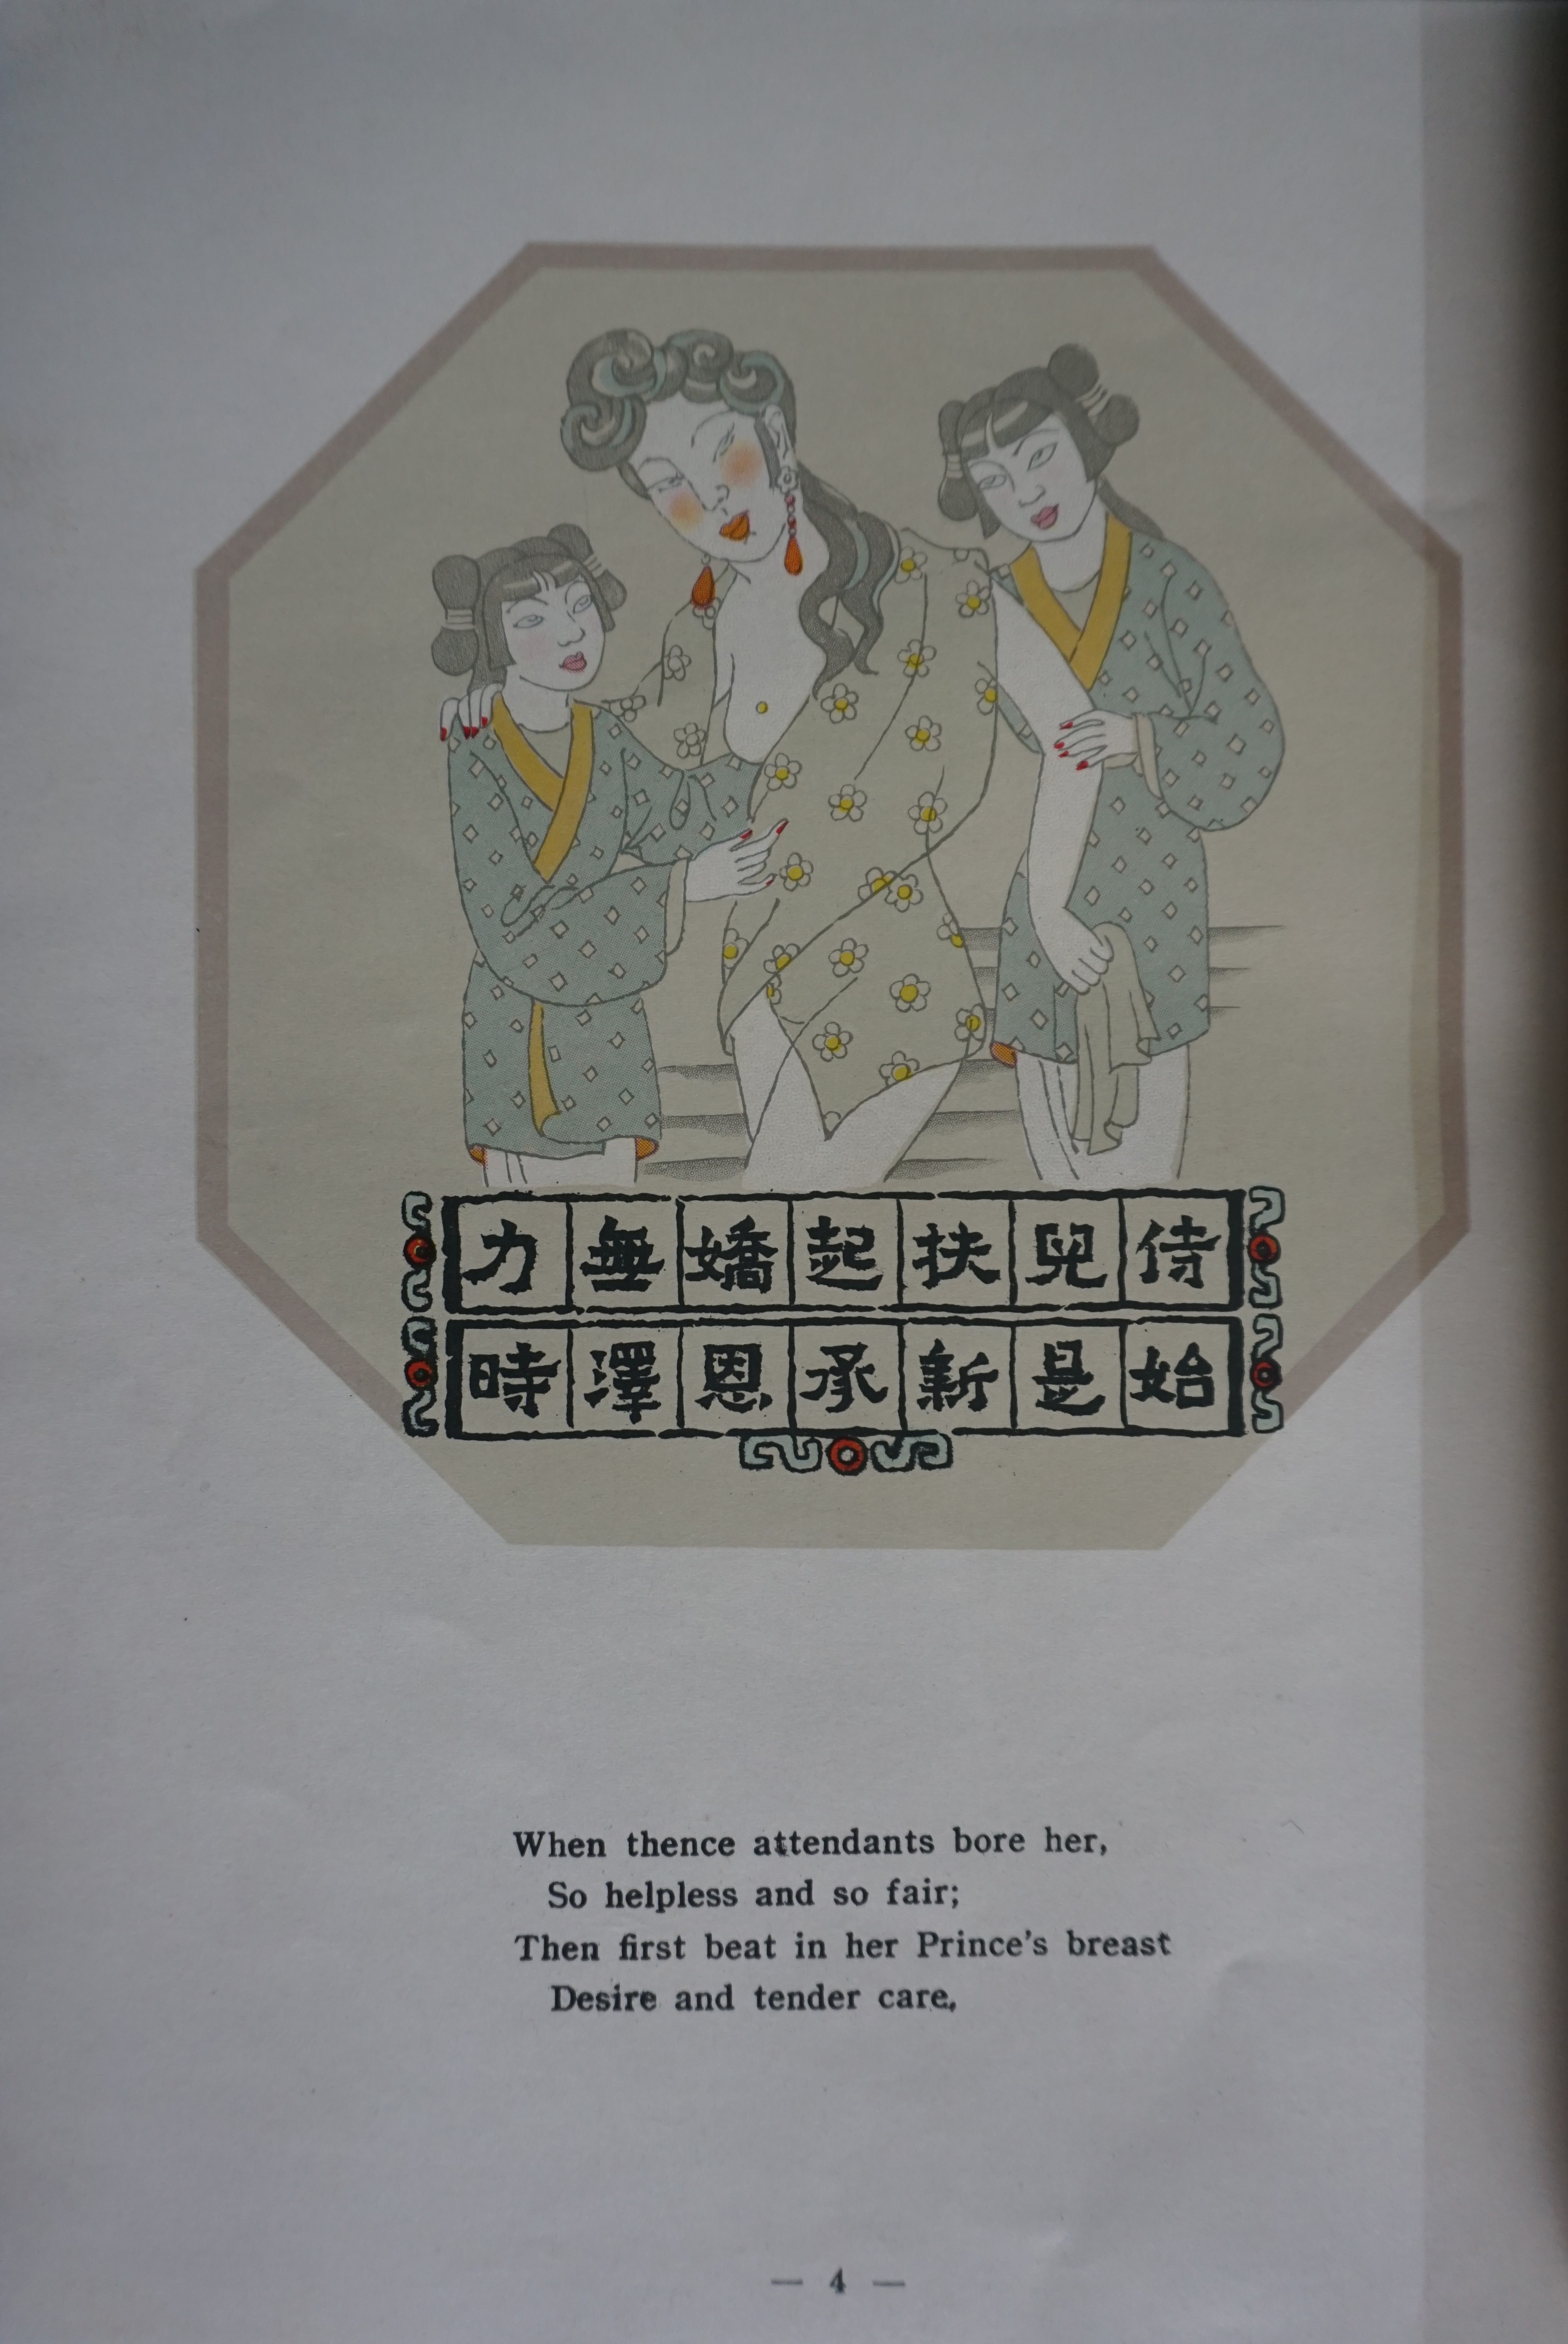 侍兒扶起嬌無力
始是新承恩澤時
When thence attendants bore her,
So helpless and so fair;
Then first beat in her Prince's breast
Desire and tender care,
— 4 —